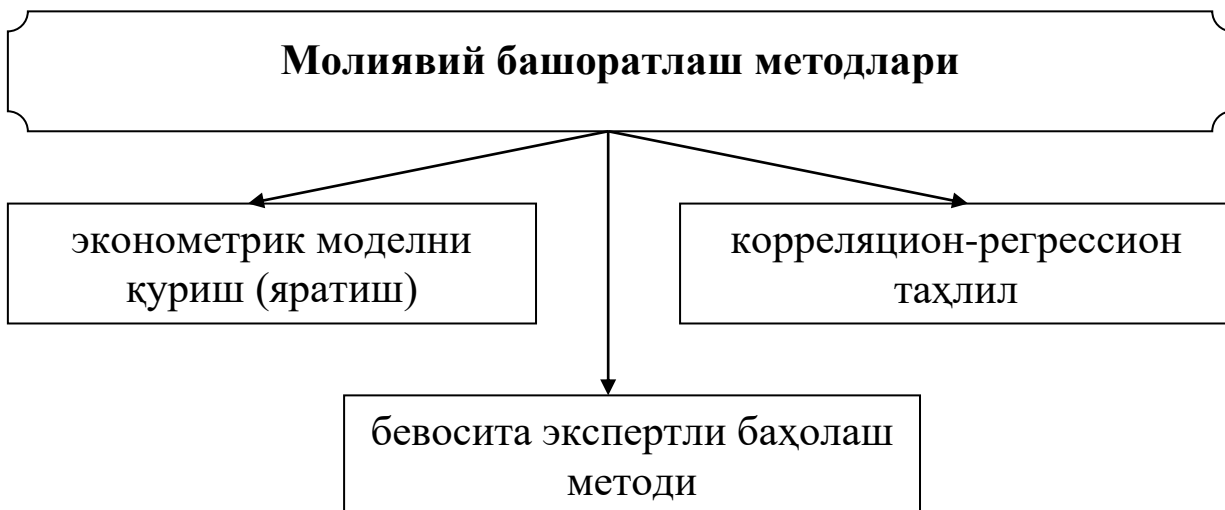 Молиявий башоратлаш методлари
эконометрик моделни
қуриш (яратиш)
корреляцион-регрессион
таҳлил
бевосита экспертли баҳолаш
методи